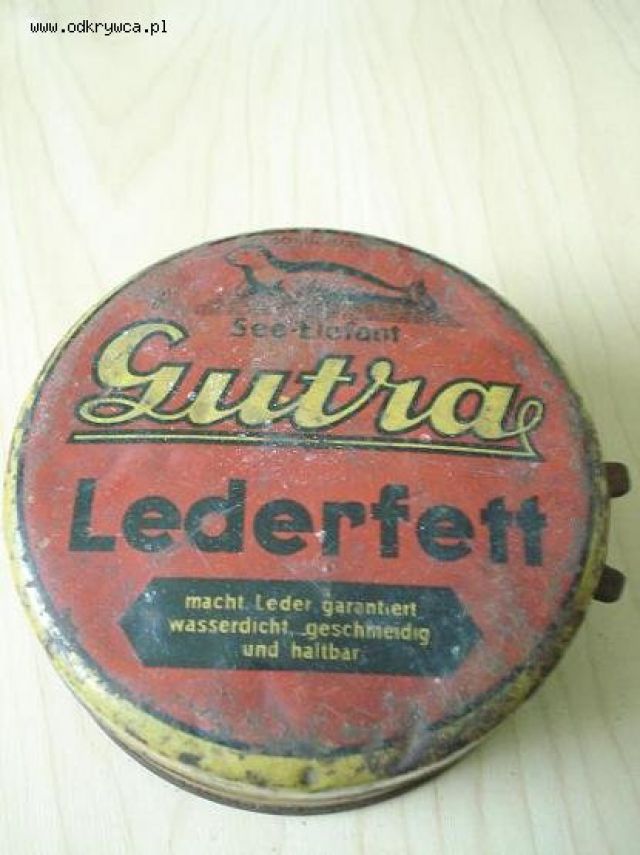 www.odkrywca.pl
See-Elefant
Gutra
Lederfett
macht Leder garantiert
wasserdicht, geschmeidig
und haltbar